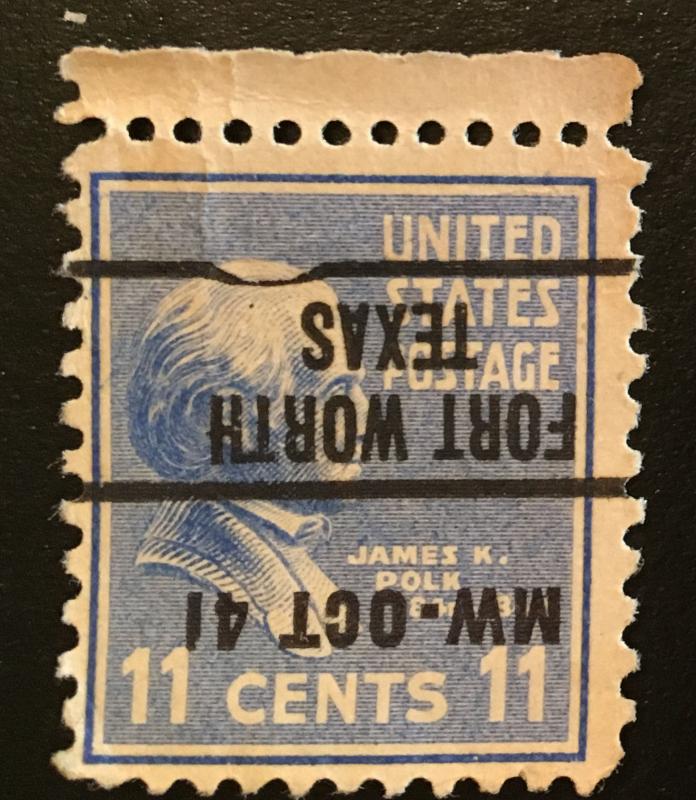 UNITED
STATES
POSTAGE
JAMES K.
POLK
11 CENTS 11
MW-OCT 41
FORT WORTH
TEXAS